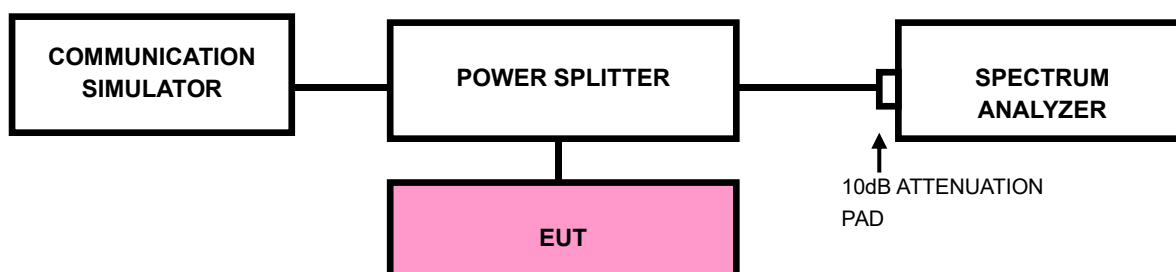 COMMUNICATION
SIMULATOR
POWER SPLITTER
SPECTRUM
ANALYZER
10dB ATTENUATION
PAD
EUT